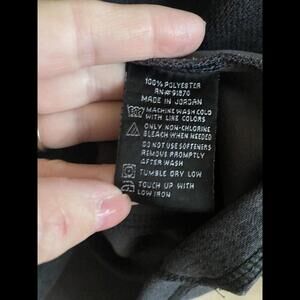 100% POLYESTER
RN# 91870
MADE IN JORDAN
MACHINE WASH COLD
WITH LIKE COLORS
ONLY NON-CHLORINE
BLEACH WHEN NEEDED
DO NOT USE SOFTENERS
REMOVE PROMPTLY
AFTER WASH
TUMBLE DRY LOW
TOUCH UP WITH
LOW IRON